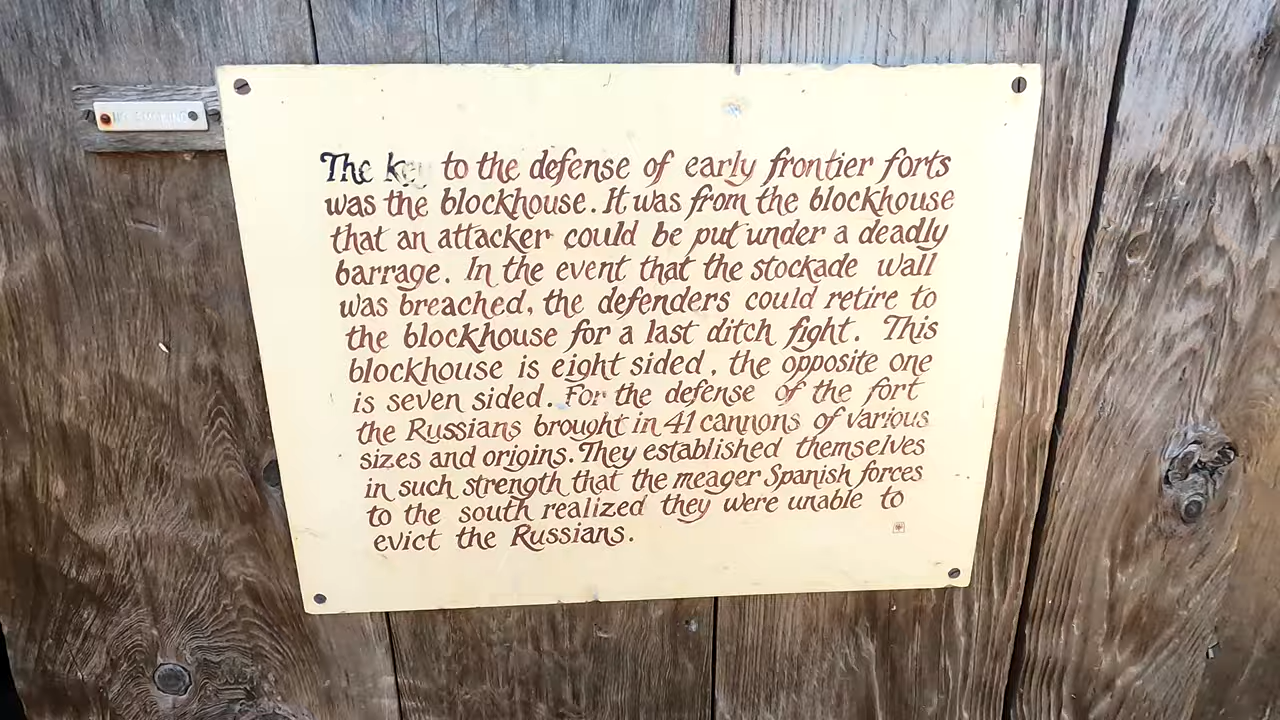 NO SMOKING
The key to the defense of early frontier forts
was the blockhouse. It was from the blockhouse
that an attacker could be put under a deadly
barrage. In the event that the stockade wall
was breached, the defenders could retire to
the blockhouse for a last ditch fight. This
blockhouse is eight sided, the opposite one
is seven sided. For the defense of the fort
the Russians brought in 41 cannons of various
sizes and origins. They established themselves
in such strength that the meager Spanish forces
to the south realized they were unable to
evict the Russians.